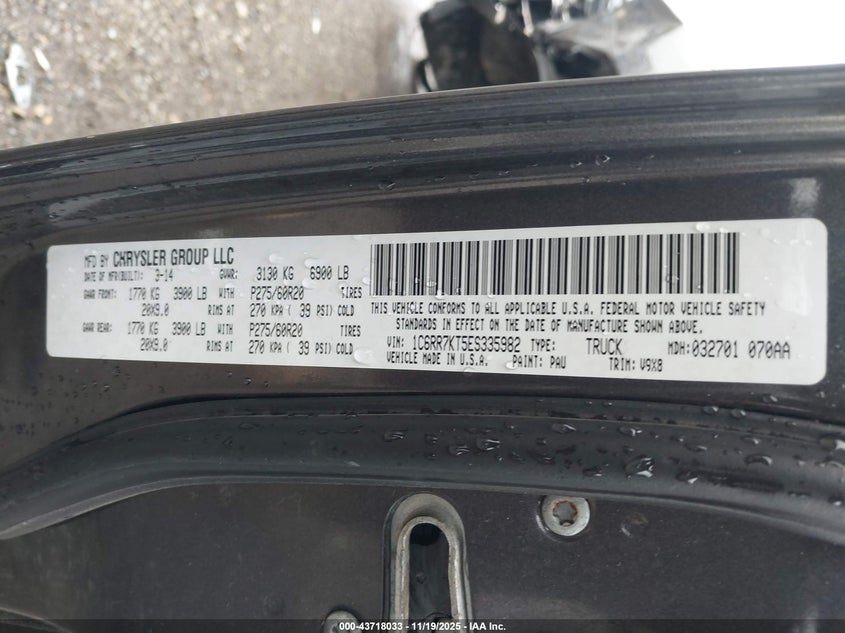 MFD BY CHRYSLER GROUP LLC
DATE OF MFR(BUILT): 3-14 GVWR: 3130 KG 6900 LB
GAWR FRONT: 1770 KG 3900 LB WITH P275/60R20 TIRES
20X9.0 RIMS AT 270 KPA ( 39 PSI) COLD
GAWR REAR: 1770 KG 3900 LB WITH P275/60R20 TIRES
20X9.0 RIMS AT 270 KPA ( 39 PSI) COLD
THIS VEHICLE CONFORMS TO ALL APPLICABLE U.S.A. FEDERAL MOTOR VEHICLE SAFETY
STANDARDS IN EFFECT ON THE DATE OF MANUFACTURE SHOWN ABOVE.
VIN: 1C6RR7KT5ES335982 TYPE: TRUCK MDH:032701 070AA
VEHICLE MADE IN U.S.A. PAINT: PAU TRIM: V9X8
000-43718033 - 11/19/2025 - IAA Inc.